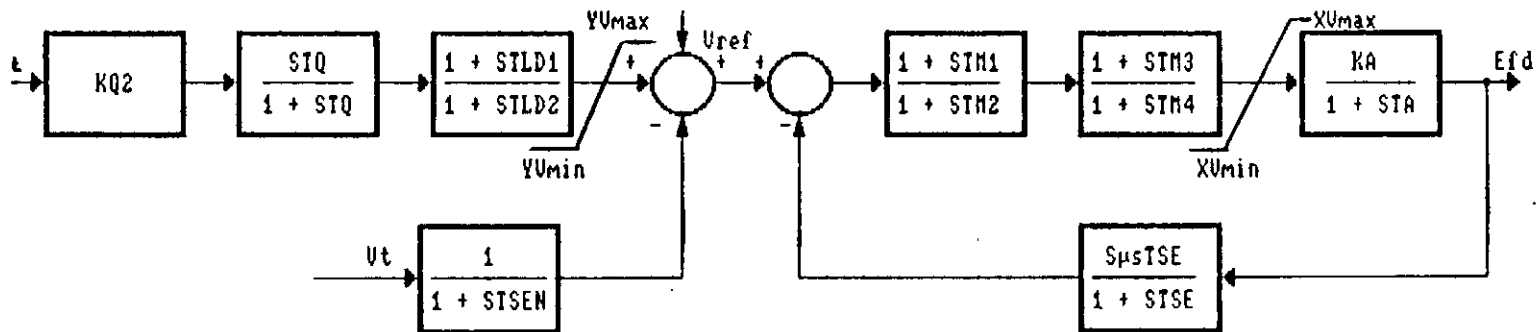 YVmax
Vref
XVmax
Efd
KQ2
STQ
1 + STQ
1 + STLD1
1 + STLD2
+
+
+
1 + STM1
1 + STM2
1 + STM3
1 + STM4
KA
1 + STA
-
-
YVmin
XVmin
Vt
1
1 + STSEN
SµsTSE
1 + STSE